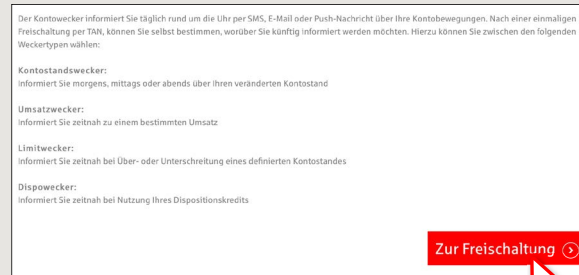 Der Kontowecker informiert Sie täglich rund um die Uhr per SMS, E-Mail oder Push-Nachricht über Ihre Kontobewegungen. Nach einer einmaligen
Freischaltung per TAN, können Sie selbst bestimmen, worüber Sie künftig informiert werden möchten. Hierzu können Sie zwischen den folgenden
Weckertypen wählen:
Kontostandswecker:
Informiert Sie morgens, mittags oder abends über Ihren veränderten Kontostand
Umsatzwecker:
Informiert Sie zeitnah zu einem bestimmten Umsatz
Limitwecker:
Informiert Sie zeitnah bei Über- oder Unterschreitung eines definierten Kontostandes
Dispowecker:
Informiert Sie zeitnah bei Nutzung Ihres Dispositionskredits
Zur Freischaltung